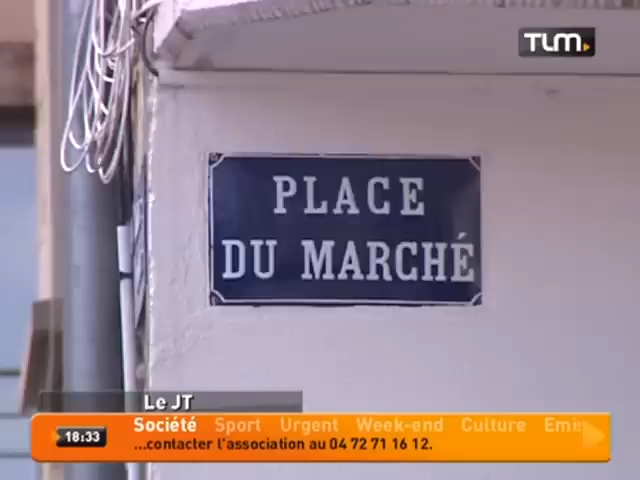 TLM
PLACE
DU MARCHÉ
Le JT
18:33
Société Sport Urgent Week-end Culture
...contacter l'association au 04 72 71 16 12.